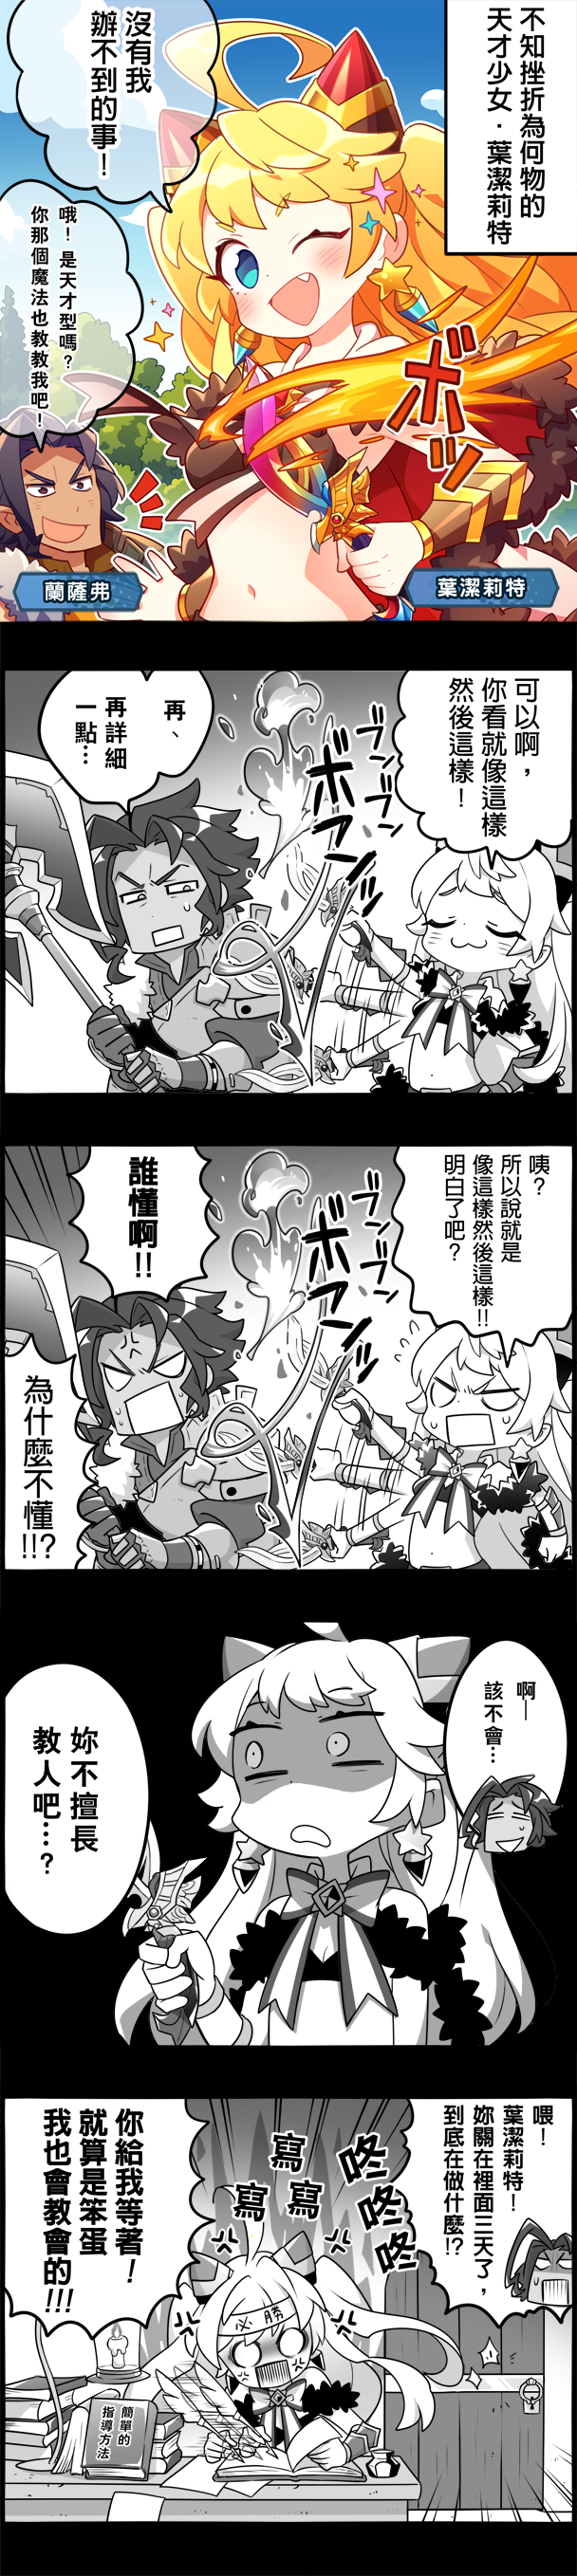 不知挫折為何物的
天才少女．葉潔莉特
沒有我
辦不到的事！
哦！是天才型嗎？
你那個魔法也教教我吧！
ボッ
蘭薩弗
葉潔莉特
可以啊，
你看就像這樣
然後這樣！
ブンブン
ボファン
再、
再詳細
一點…
咦？
所以說就是
像這樣然後這樣!!
明白了吧？
ブンブン
ボファン
誰懂啊!!
為什麼不懂!!?
啊—
該不會…
妳不擅長
教人吧…？
喂！
葉潔莉特！
妳關在裡面三天了，
到底在做什麼!?
咚咚咚
寫寫寫
你給我等著！
就算是笨蛋
我也會教會的!!!
必勝
簡單的
指導方法